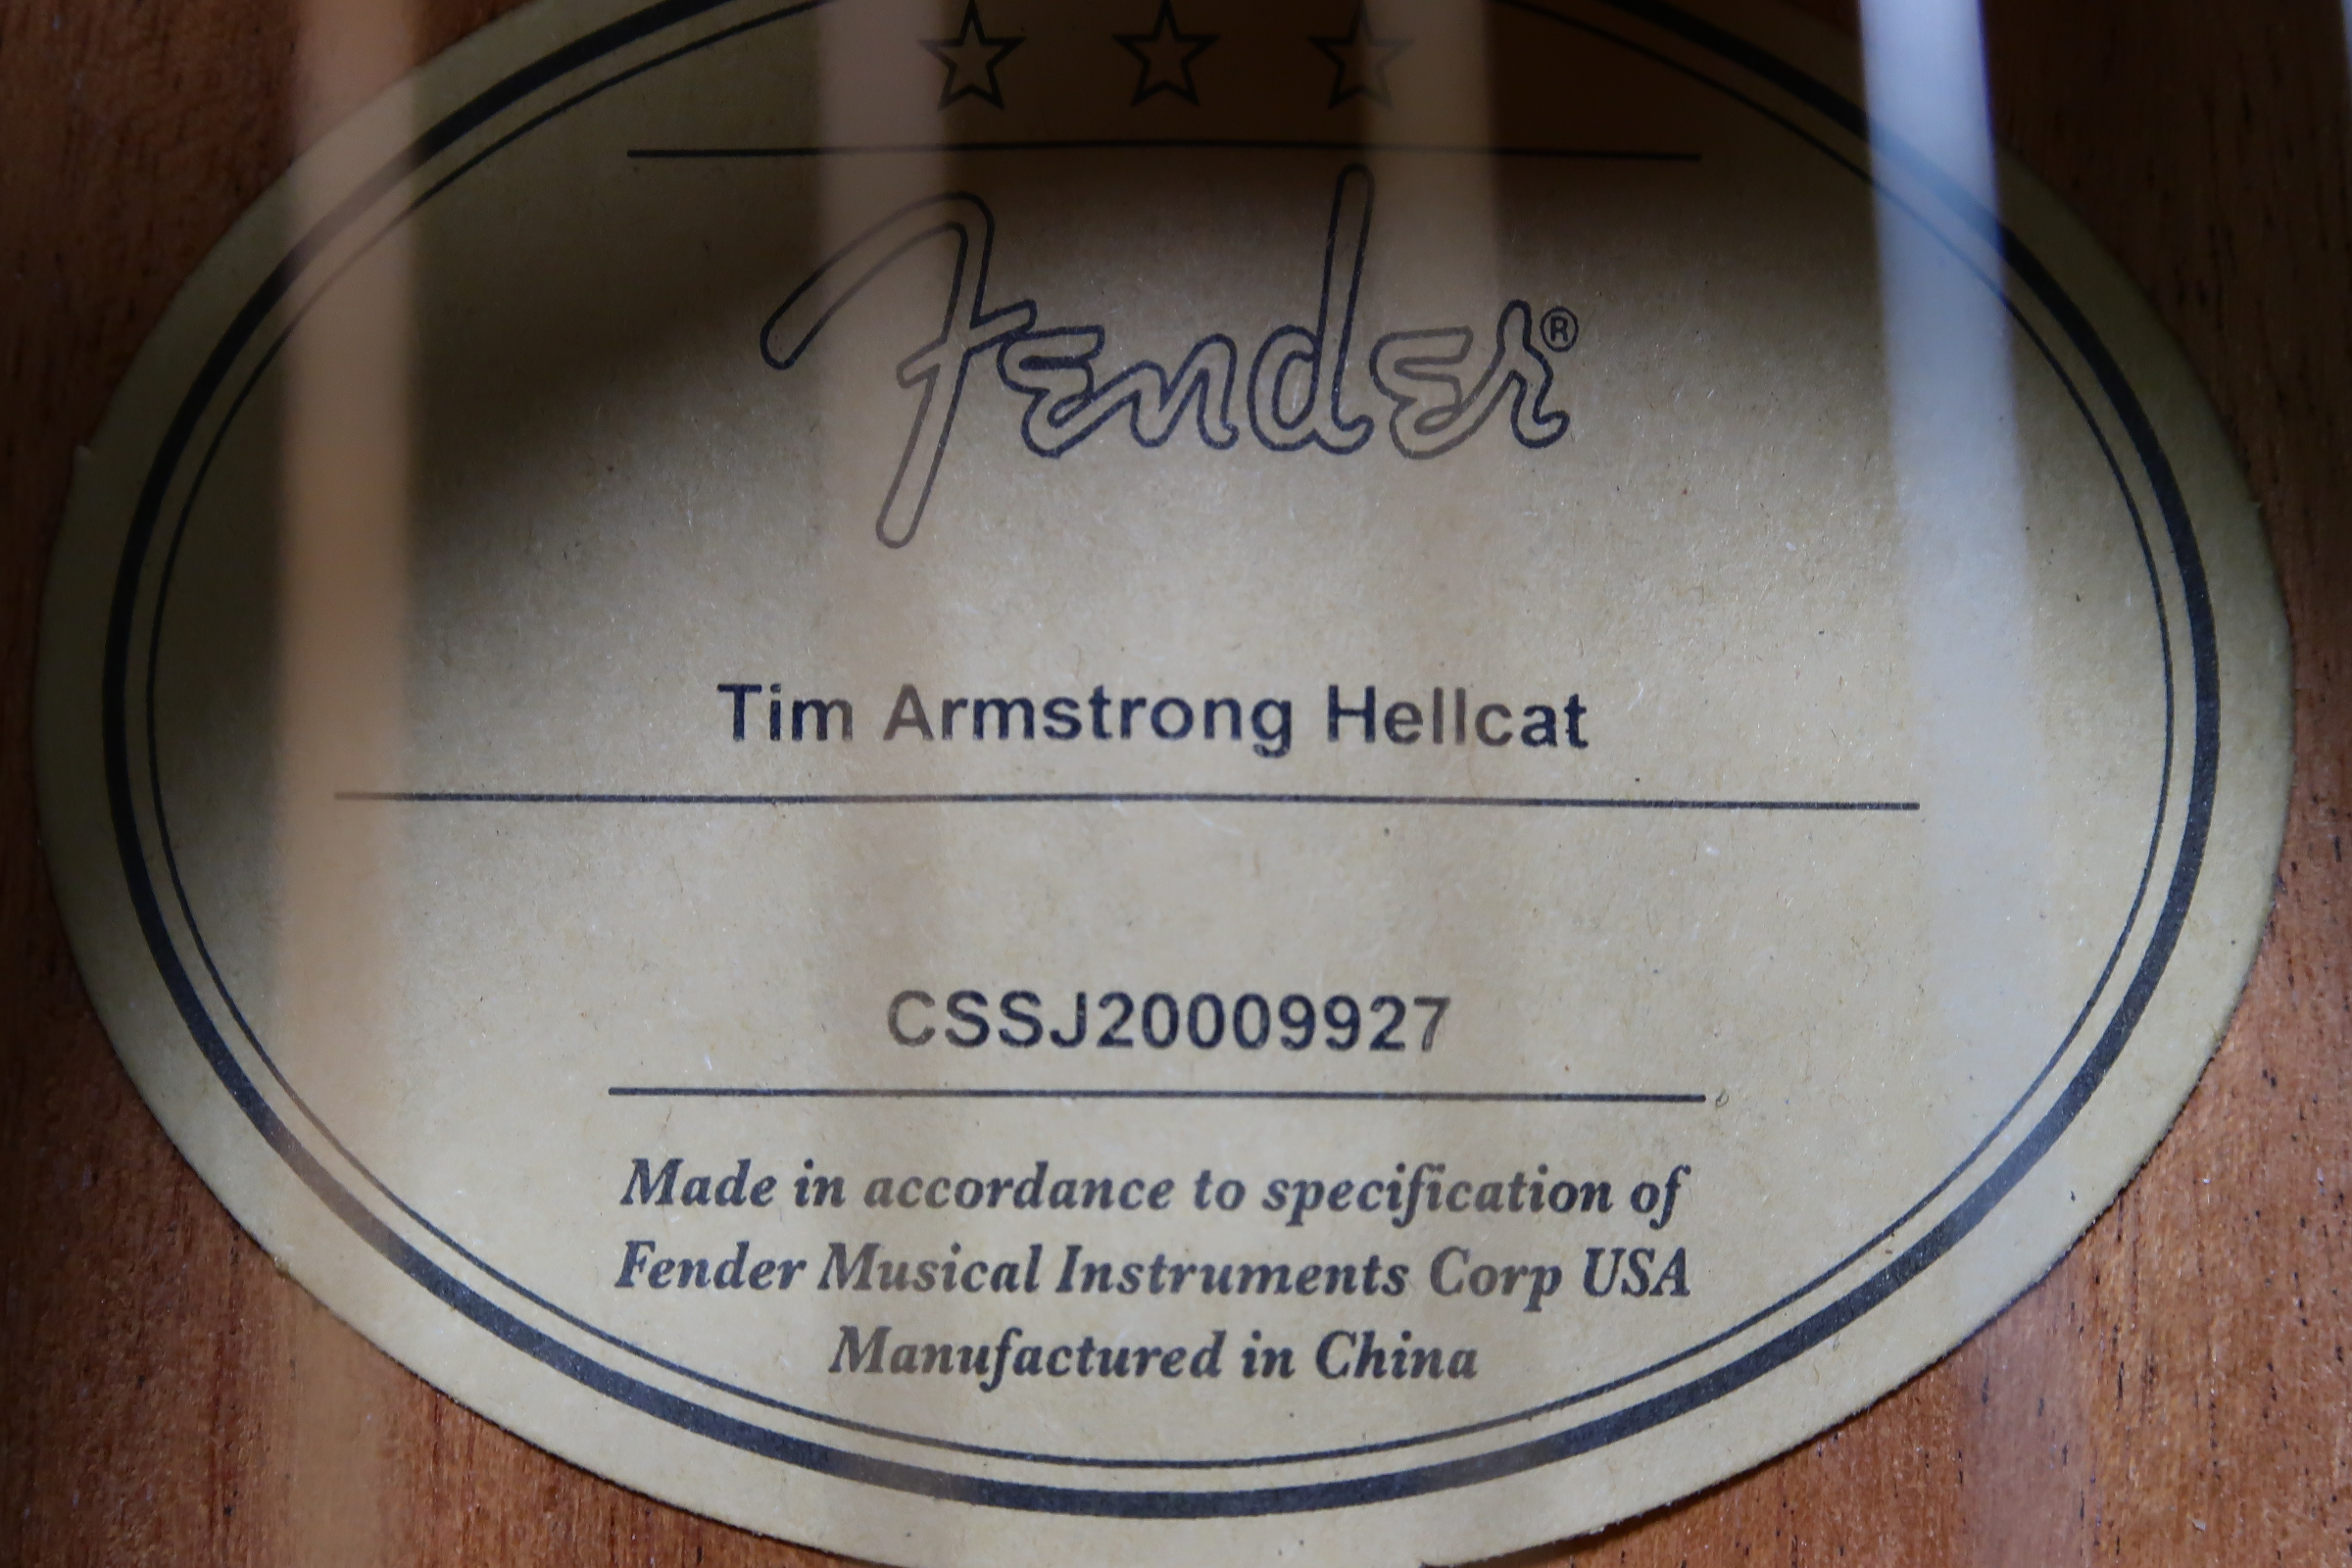 Fender®
Tim Armstrong Hellcat
CSSJ20009927
Made in accordance to specification of
Fender Musical Instruments Corp USA
Manufactured in China